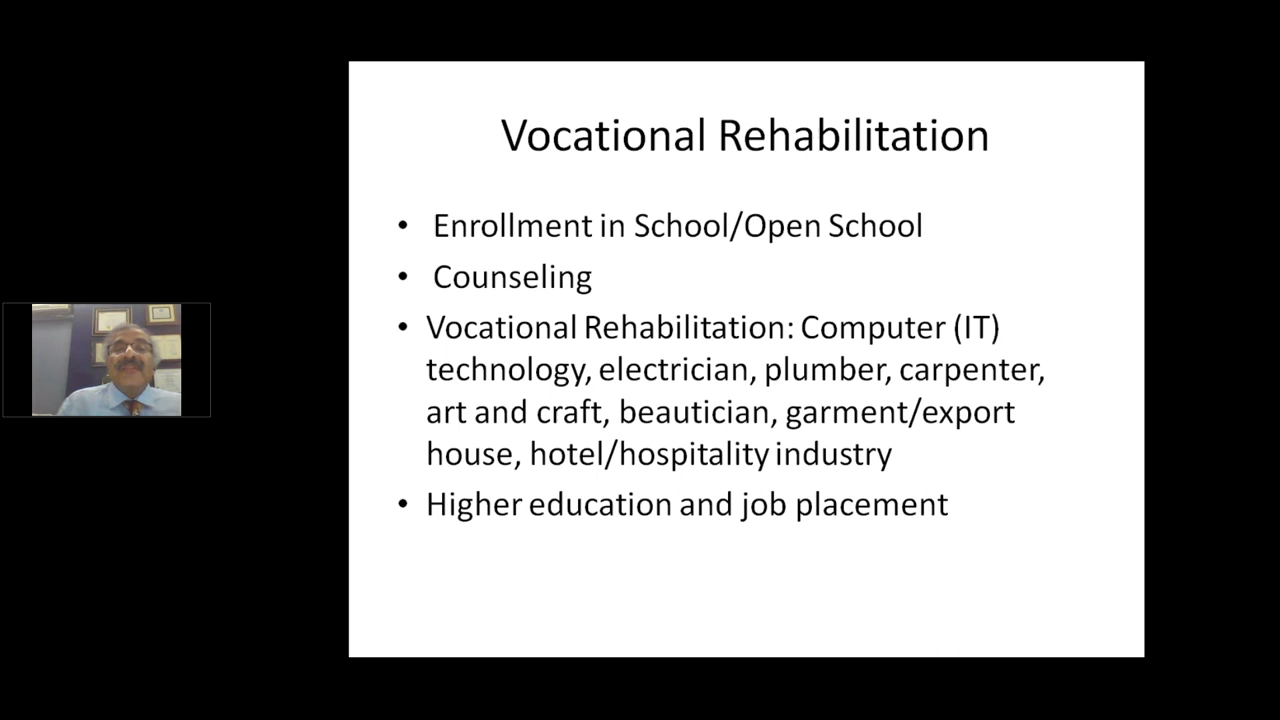 Vocational Rehabilitation
• Enrollment in School/Open School
• Counseling
• Vocational Rehabilitation: Computer (IT)
technology, electrician, plumber, carpenter,
art and craft, beautician, garment/export
house, hotel/hospitality industry
• Higher education and job placement